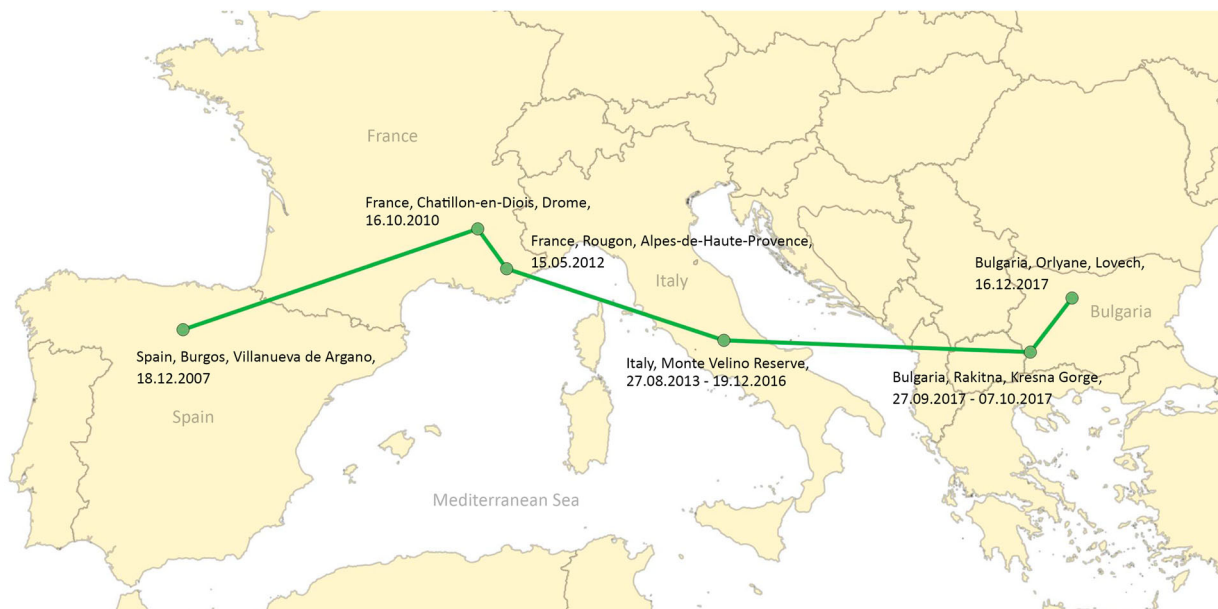 France
France, Chatillon-en-Diois, Drome,
16.10.2010
France, Rougon, Alpes-de-Haute-Provence,
15.05.2012
Italy
Bulgaria, Orlyane, Lovech,
16.12.2017
Bulgaria
Spain, Burgos, Villanueva de Argano,
18.12.2007
Italy, Monte Velino Reserve,
27.08.2013 - 19.12.2016
Bulgaria, Rakitna, Kresna Gorge,
27.09.2017 - 07.10.2017
Spain
Mediterranean Sea